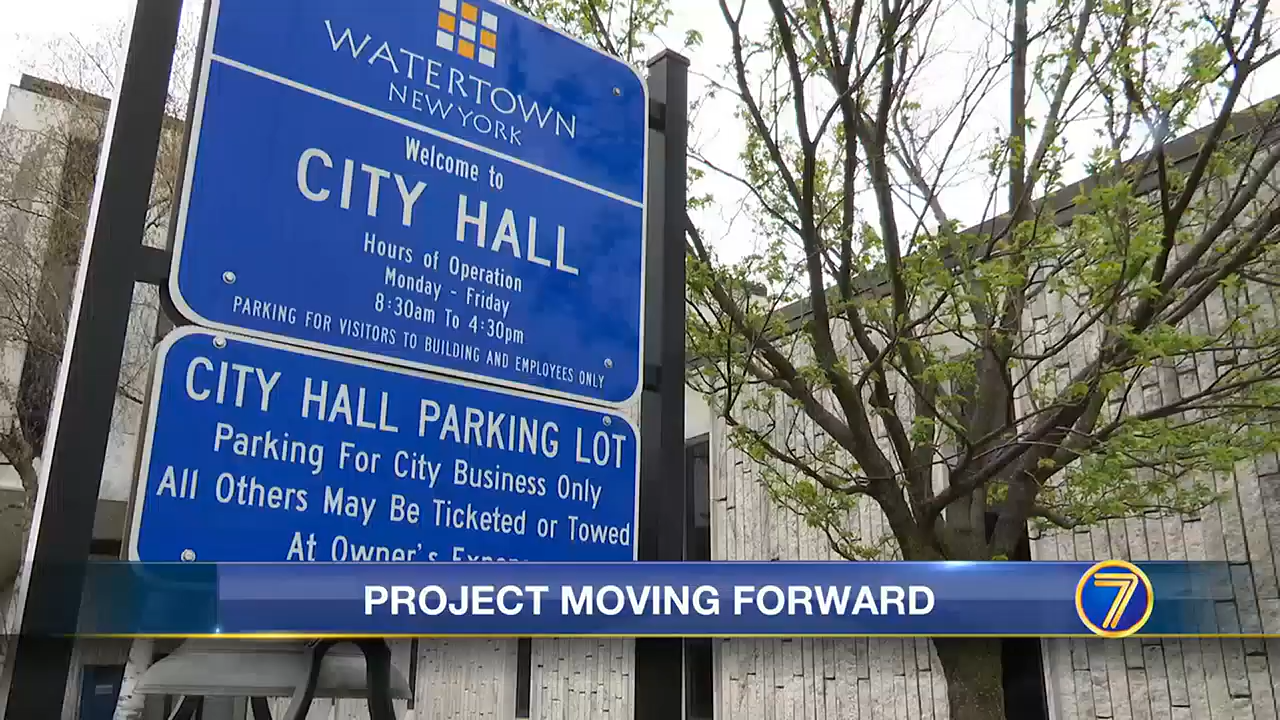 WATERTOWN
NEW YORK
Welcome to
CITY HALL
Hours of Operation
Monday - Friday
8:30am To 4:30pm
PARKING FOR VISITORS TO BUILDING AND EMPLOYEES ONLY
CITY HALL PARKING LOT
Parking For City Business Only
All Others May Be Ticketed or Towed
At Owner's
PROJECT MOVING FORWARD
7